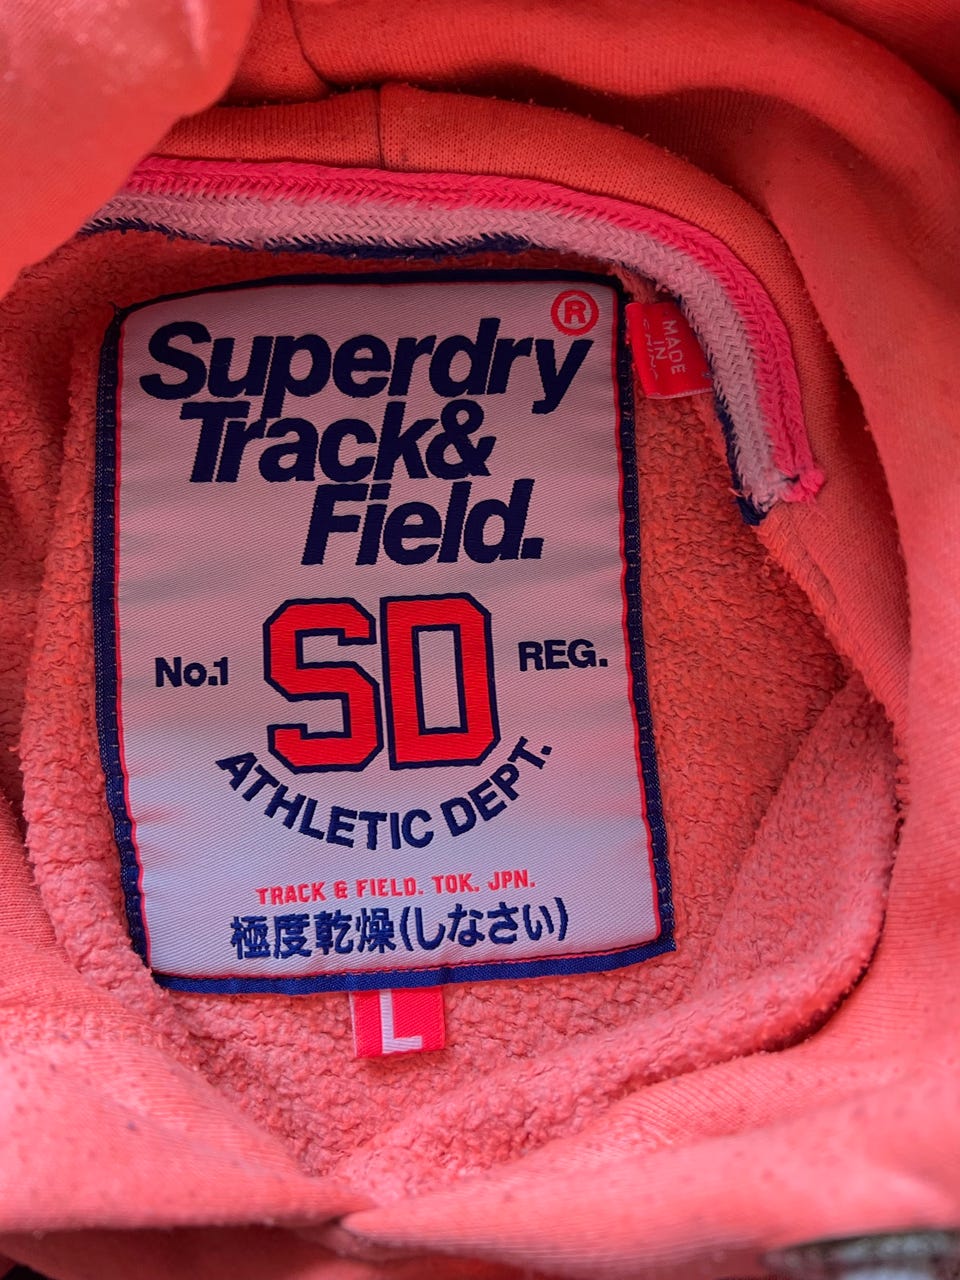 ®
Superdry
Track&
Field.
MADE
IN
No.1 SD REG.
ATHLETIC DEPT.
TRACK & FIELD. TOK. JPN.
極度乾燥(しなさい)
L